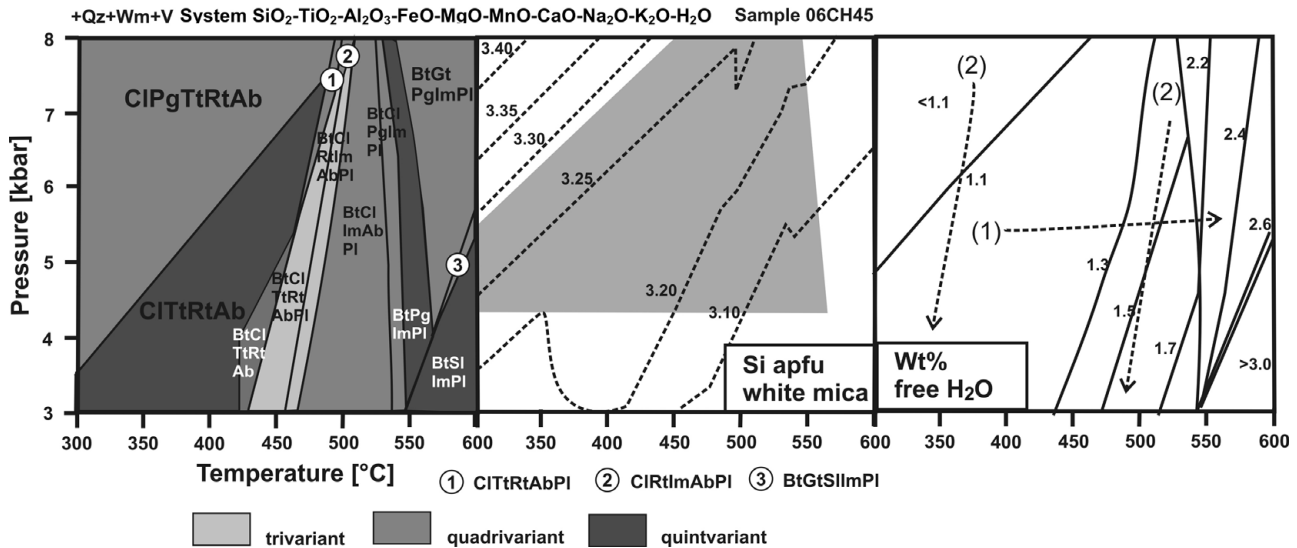 +Qz+Wm+V System SiO₂-TiO₂-Al₂O₃-FeO-MgO-MnO-CaO-Na₂O-K₂O-H₂O Sample 06CH45
8
7
6
5
4
3
Pressure [kbar]
ClPgTtRtAb
ClTtRtAb
1
2
3
BtGt
PgImPl
BtCl
PgIm
Pl
BtCl
RtIm
AbPl
BtCl
ImAb
Pl
BtCl
TtRt
AbPl
BtCl
TtRt
Ab
BtPg
ImPl
BtSl
ImPl
3.40
3.35
3.30
3.25
3.20
3.10
Si apfu
white mica
(2)
<1.1
1.1
(1)
(2)
2.2
2.4
2.6
1.3
1.5
1.7
>3.0
Wt%
free H₂O
300 400 450 500 550 600
350 400 450 500 550 600
350 400 450 500 550 600
Temperature [°C]
1 ClTtRtAbPl 2 ClRtImAbPl 3 BtGtSlImPl
trivariant quadrivariant quintvariant